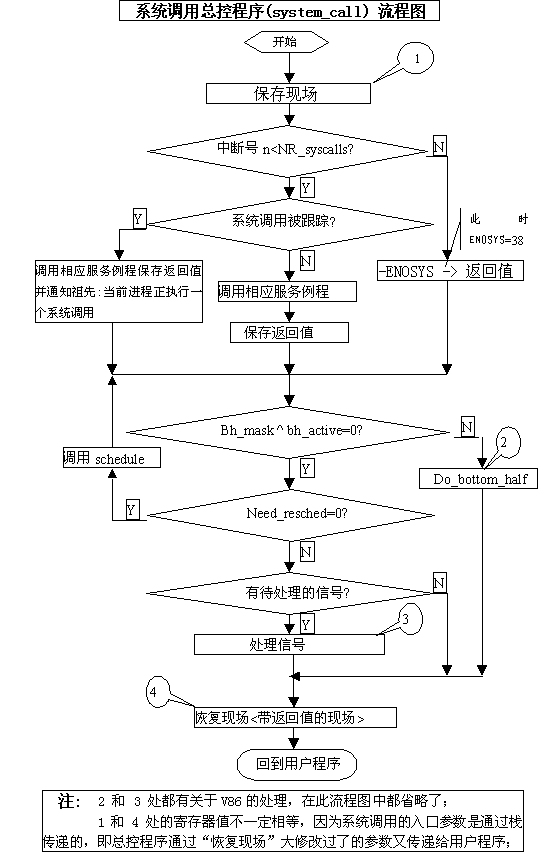 系统调用总控程序(system_call) 流程图
开始
1
保存现场
中断号 n<NR_syscalls?
N
Y
系统调用被跟踪?
Y
N
此 时
ENOSYS=38
调用相应服务例程保存返回值
并通知祖先:当前进程正执行一
个系统调用
调用相应服务例程
-ENOSYS -> 返回值
保存返回值
Bh_mask ^ bh_active=0?
N
2
Y
调用 schedule
Do_bottom_half
Need_resched=0?
Y
N
有待处理的信号?
N
Y
3
处理信号
4
恢复现场<带返回值的现场>
回到用户程序
注: 2 和 3 处都有关于 V86 的处理，在此流程图中都省略了；
1 和 4 处的寄存器值不一定相等，因为系统调用的入口参数是通过栈
传递的，即总控程序通过“恢复现场”大修改过了的参数又传递给用户程序；